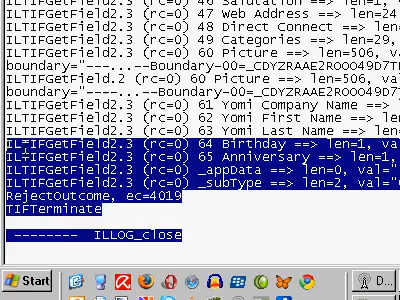 ILTIFGetField2.3 (rc=0) 46 Salutation ==> len=1,
ILTIFGetField2.3 (rc=0) 47 Web Address ==> len=24
ILTIFGetField2.3 (rc=0) 48 Direct Connect ==> len
ILTIFGetField2.3 (rc=0) 49 Categories ==> len=29,
ILTIFGetField2.3 (rc=0) 60 Picture ==> len=506, v
boundary="----...--Boundary-00=_CDYZRAAE2ROOO49D7T
ILTIFGetField.2 (rc=0) 60 Picture ==> len=506, va
boundary="----...--Boundary-00=_CDYZRAAE2ROOO49D7
ILTIFGetField2.3 (rc=0) 61 Yomi Company Name ==>
ILTIFGetField2.3 (rc=0) 62 Yomi First Name ==> le
ILTIFGetField2.3 (rc=0) 63 Yomi Last Name ==> len
ILTIFGetField2.3 (rc=0) 64 Birthday ==> len=1, va
ILTIFGetField2.3 (rc=0) 65 Anniversary ==> len=1,
ILTIFGetField2.3 (rc=0) _appData ==> len=0, val="
ILTIFGetField2.3 (rc=0) _subType ==> len=2, val="
RejectOutcome, ec=4019
TIFTerminate
-------- ILLOG_close
Start
D...